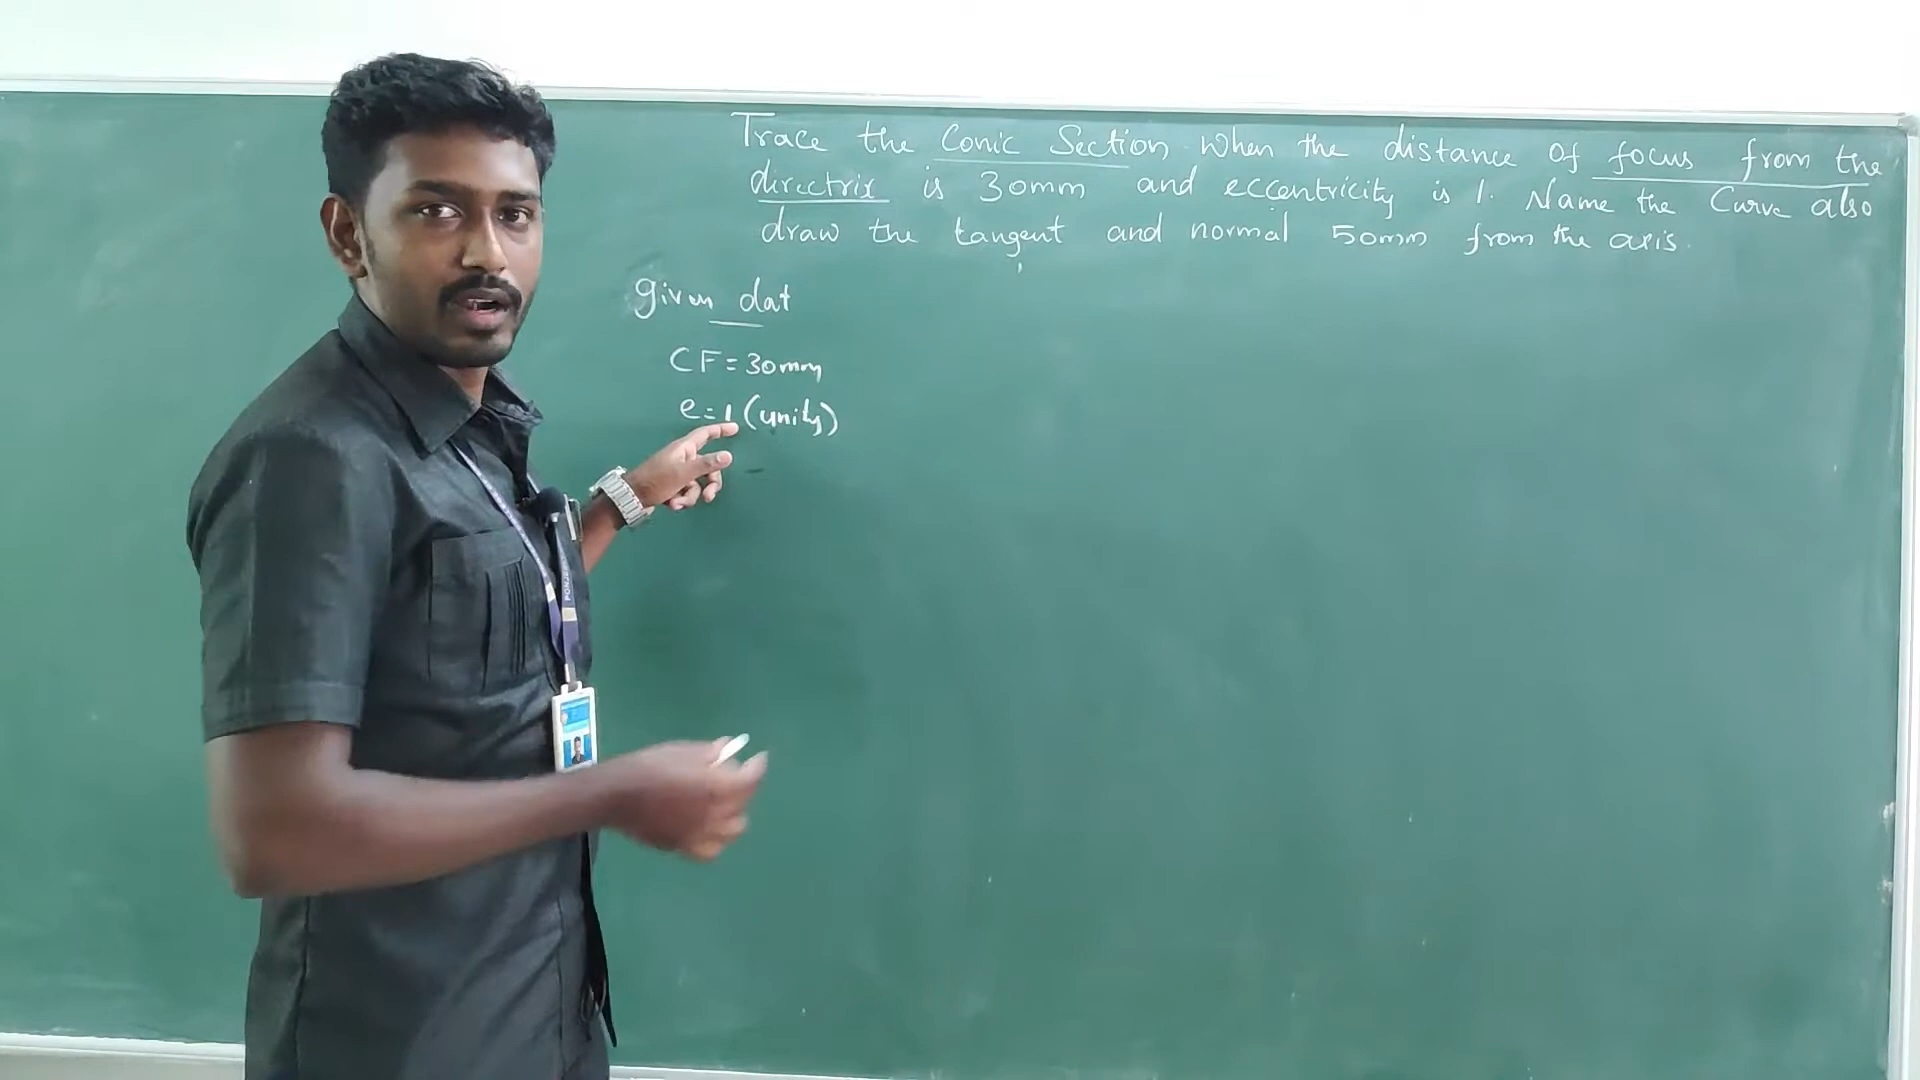 Trace the Conic Section when the distance of focus from the
directrix is 30mm and eccentricity is 1. Name the Curve also
draw the tangent and normal 50mm from the axis.
given dat
CF=30mm
e=1 (unity)